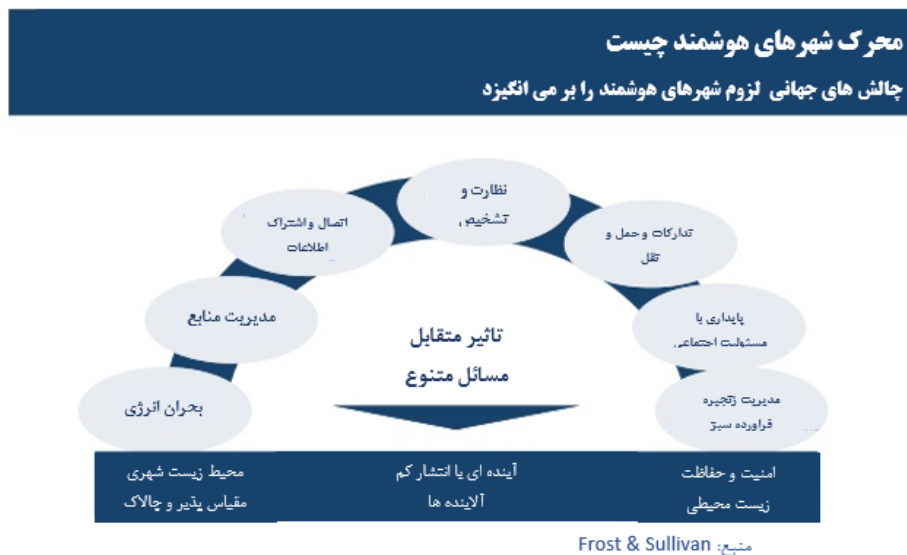 محرک شهرهای هوشمند چیست
چالش های جهانی لزوم شهرهای هوشمند را بر می انگیزد
نظارت و
تشخیص
تدارکات و حمل و
نقل
اتصال و اشتراک
اطلاعات
پایداری با
مسئولیت اجتماعی
مدیریت منابع
مدیریت زنجیره
فراورده سبز
بحران انرژی
تاثیر متقابل
مسائل متنوع
امنیت و حفاظت
زیست محیطی
آینده ای با انتشار کم
آلاینده ها
محیط زیست شهری
مقیاس پذیر و چالاک
منبع: Frost & Sullivan